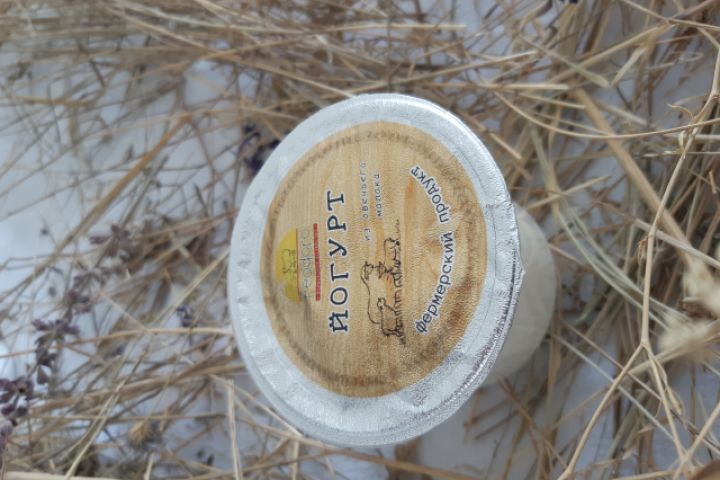 ЙОГУРТ
из овечьего
молока
фермерский продукт